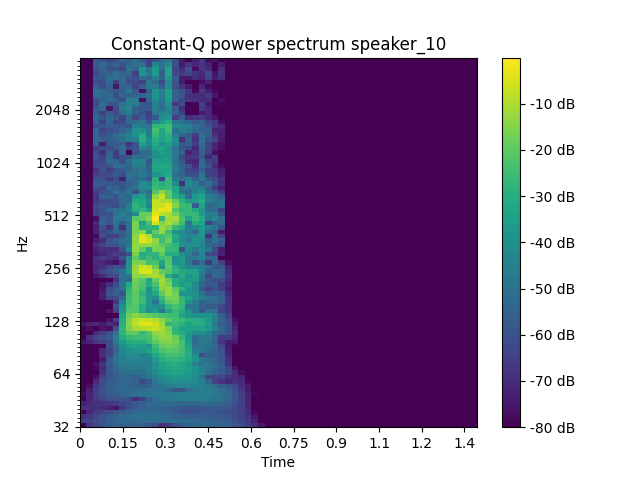 Constant-Q power spectrum speaker_10
Hz
2048
1024
512
256
128
64
32
0 0.15 0.3 0.45 0.6 0.75 0.9 1.1 1.2 1.4
Time
-10 dB
-20 dB
-30 dB
-40 dB
-50 dB
-60 dB
-70 dB
-80 dB